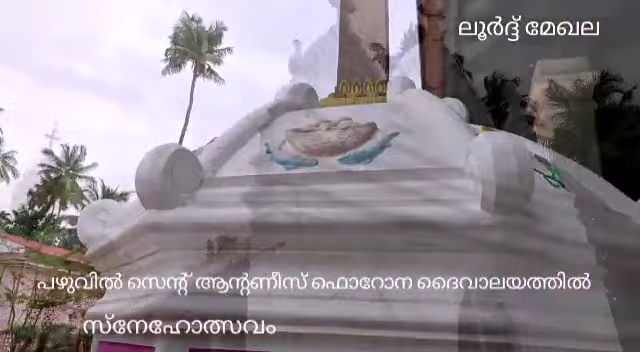 ലൂർദ്ദ് മേഖല
പഴുവിൽ സെന്റ് ആന്റണീസ് ഫൊറോന ദൈവാലയത്തിൽ
സ്നേഹോത്സവം